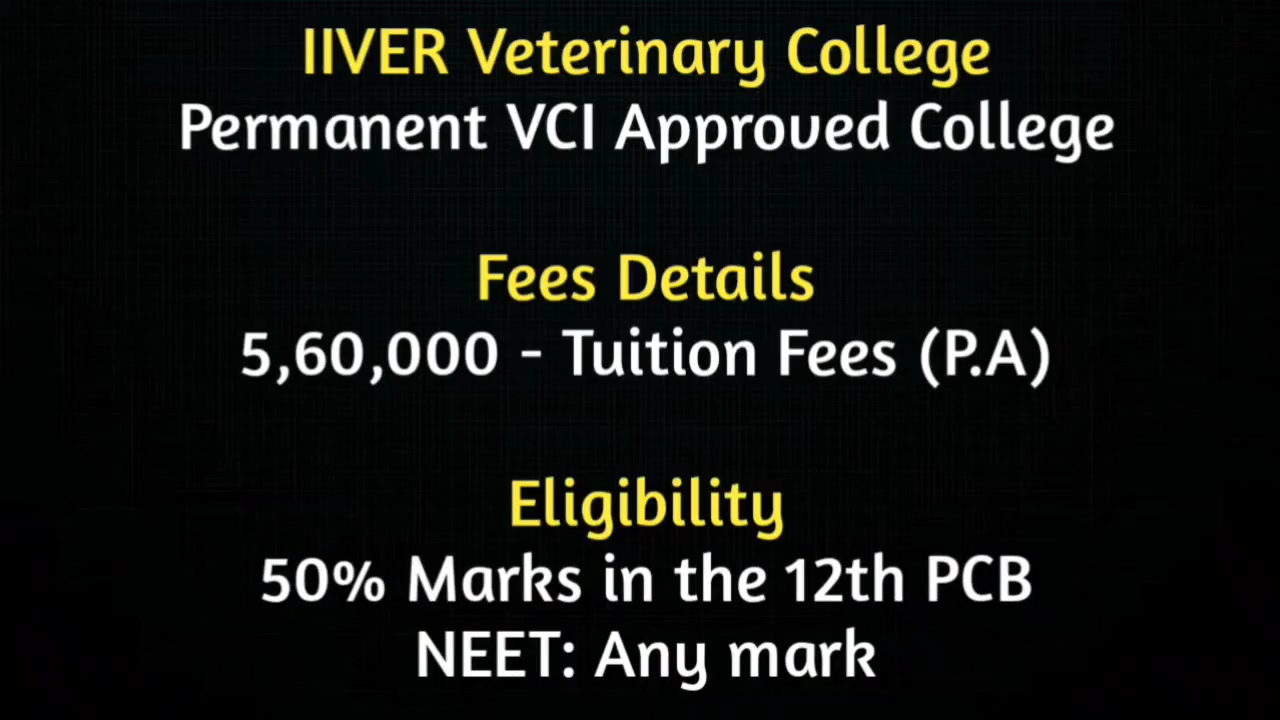 IIVER Veterinary College
Permanent VCI Approved College
Fees Details
5,60,000 - Tuition Fees (P.A)
Eligibility
50% Marks in the 12th PCB
NEET: Any mark